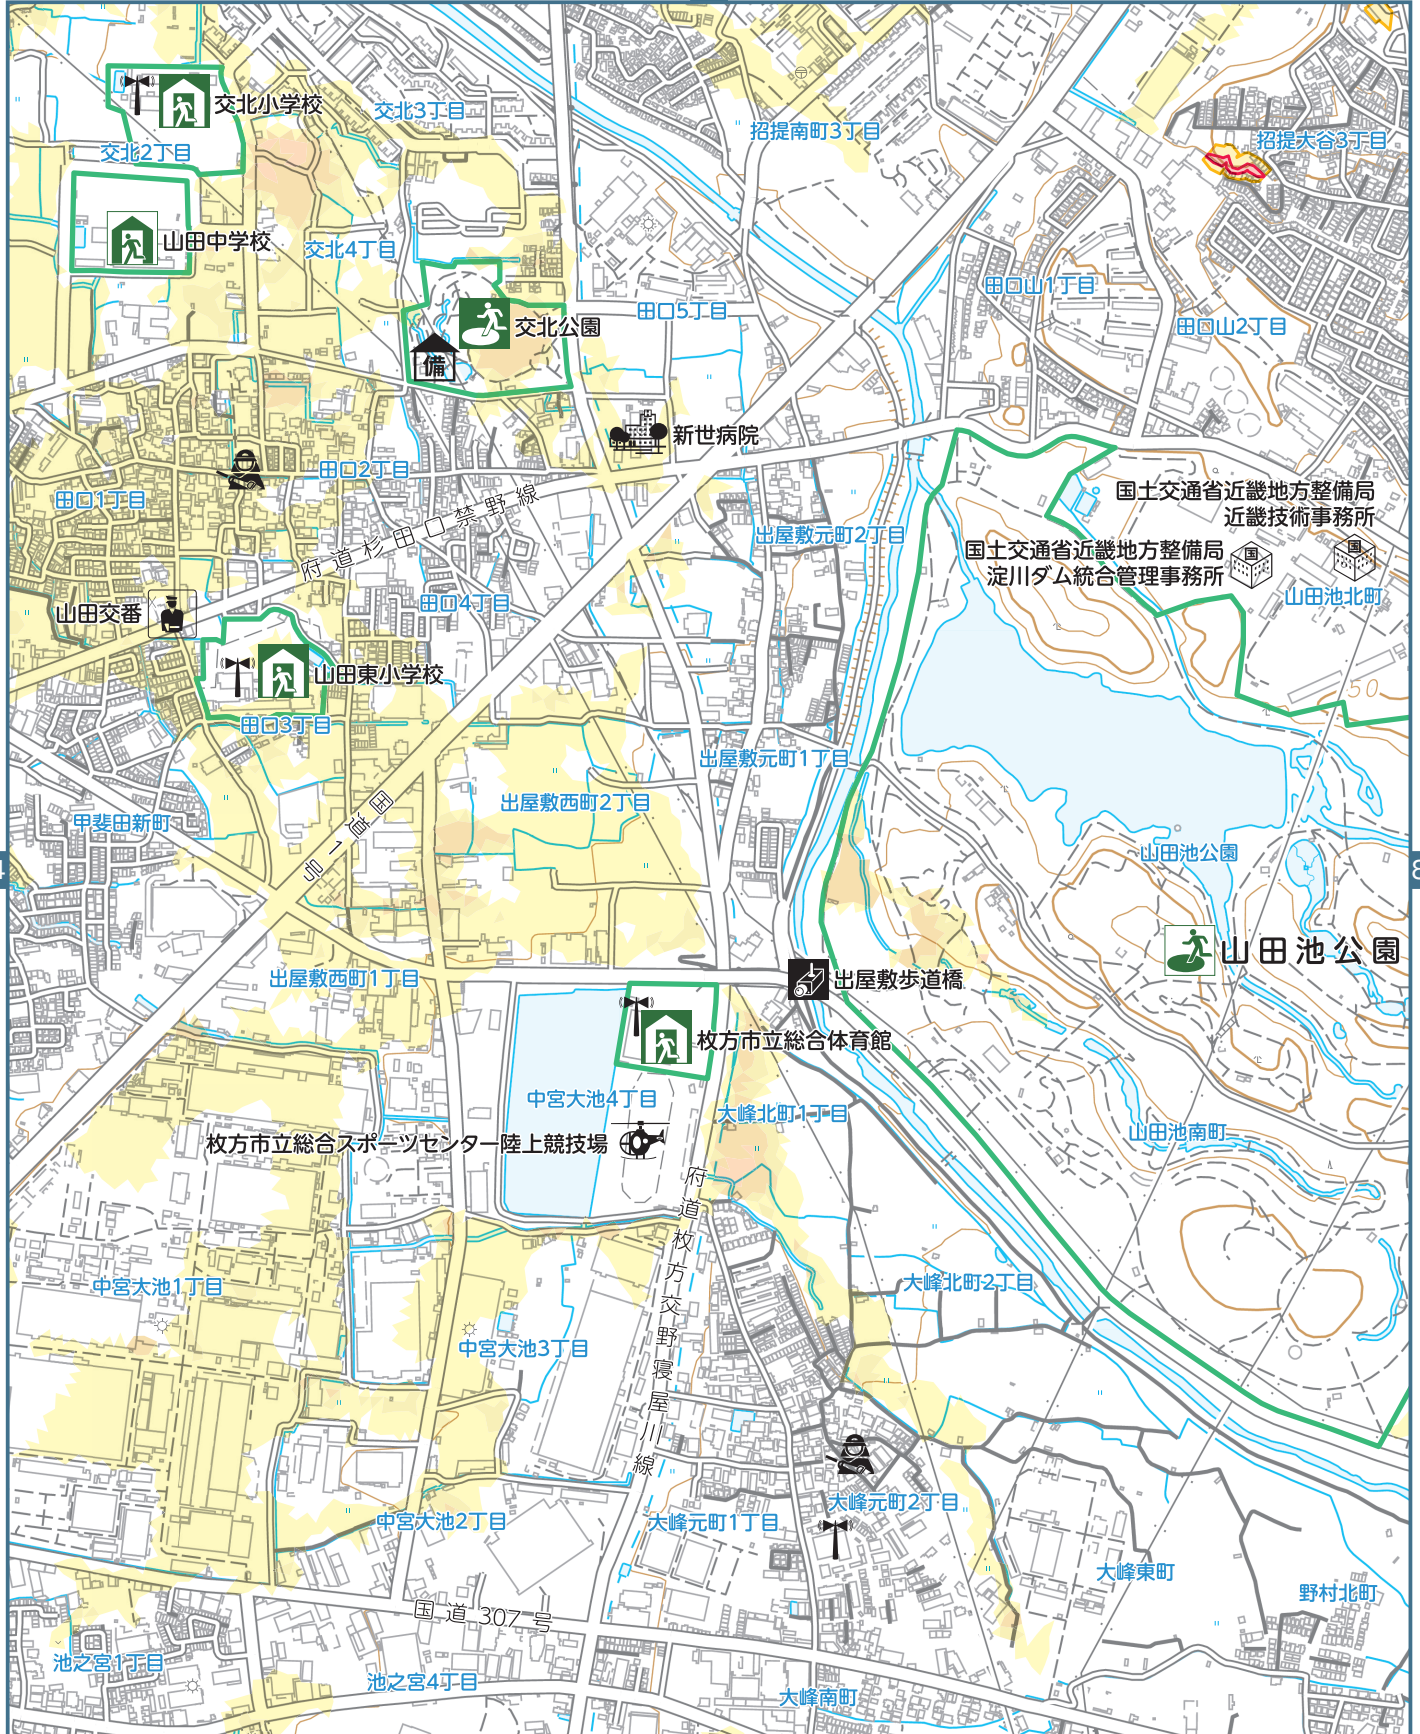 交北小学校
交北3丁目
招提南町3丁目
招提大谷3丁目
交北2丁目
山田中学校
交北4丁目
田口山1丁目
田口5丁目
交北公園
田口山2丁目
備
新世病院
田口2丁目
田口1丁目
府道杉田口禁野線
出屋敷元町2丁目
国土交通省近畿地方整備局
近畿技術事務所
国土交通省近畿地方整備局
淀川ダム統合管理事務所
国
国
山田池北町
田口4丁目
山田交番
山田東小学校
50
田口3丁目
出屋敷元町1丁目
国道1号
出屋敷西町2丁目
甲斐田新町
山田池公園
8
山田池公園
出屋敷西町1丁目
出屋敷歩道橋
枚方市立総合体育館
中宮大池4丁目
大峰北町1丁目
山田池南町
枚方市立総合スポーツセンター陸上競技場
府道枚方交野寝屋川線
中宮大池1丁目
大峰北町2丁目
中宮大池3丁目
大峰元町2丁目
中宮大池2丁目
大峰元町1丁目
大峰東町
野村北町
国道307号
池之宮1丁目
池之宮4丁目
大峰南町